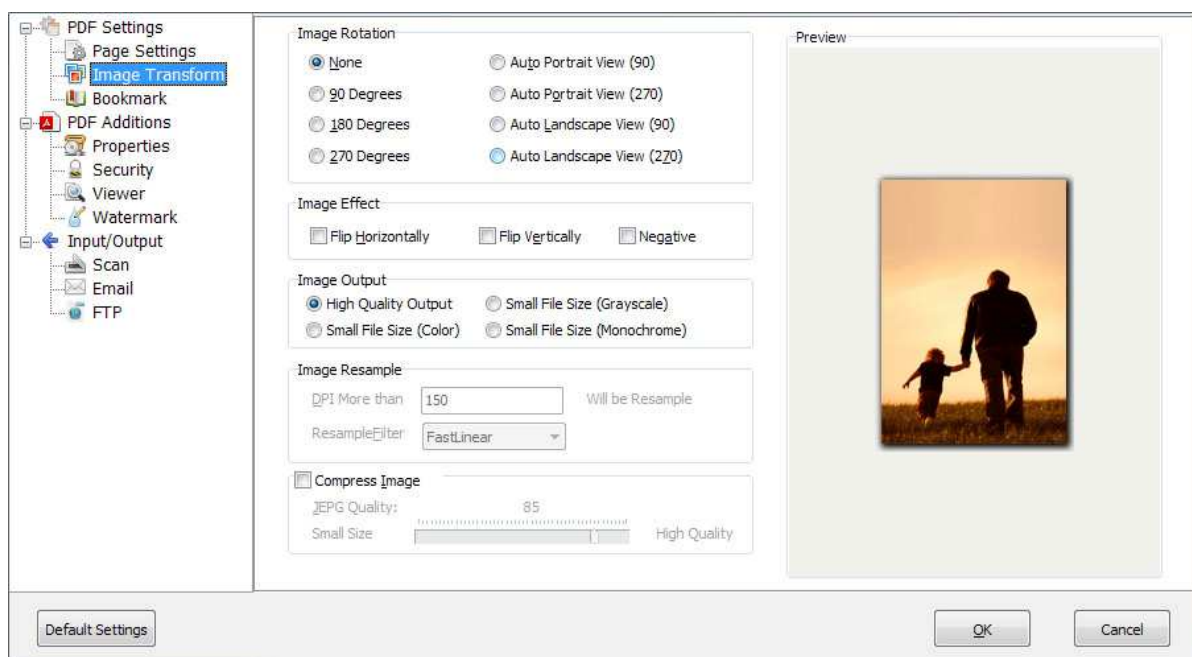 PDF Settings
Page Settings
Image Transform
Bookmark
PDF Additions
Properties
Security
Viewer
Watermark
Input/Output
Scan
Email
FTP
Image Rotation
None
Auto Portrait View (90)
90 Degrees
Auto Portrait View (270)
180 Degrees
Auto Landscape View (90)
270 Degrees
Auto Landscape View (270)
Image Effect
Flip Horizontally
Flip Vertically
Negative
Image Output
High Quality Output
Small File Size (Grayscale)
Small File Size (Color)
Small File Size (Monochrome)
Image Resample
DPI More than
150
Will be Resample
ResampleFilter
FastLinear
Compress Image
JEPG Quality:
85
Small Size
High Quality
Preview
Default Settings
OK
Cancel